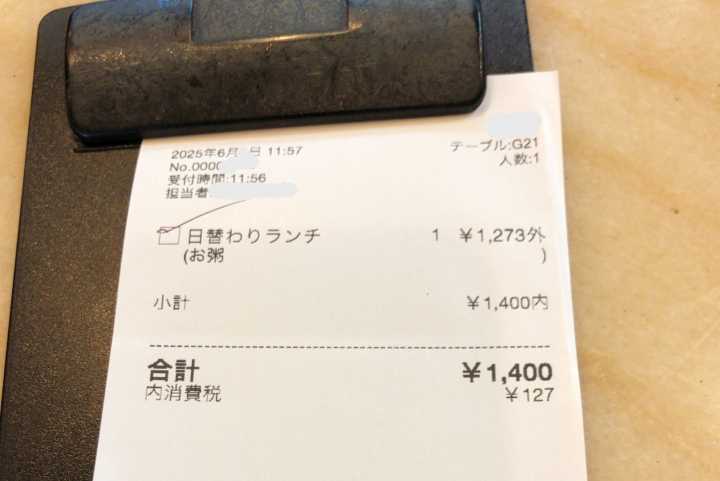 2025年6月 日 11:57
テーブル:G21
No.0000
人数:1
受付時間:11:56
担当者:
日替わりランチ 1 ¥1,273外
(お粥 )
小計 ¥1,400内
合計 ¥1,400
内消費税 ¥127